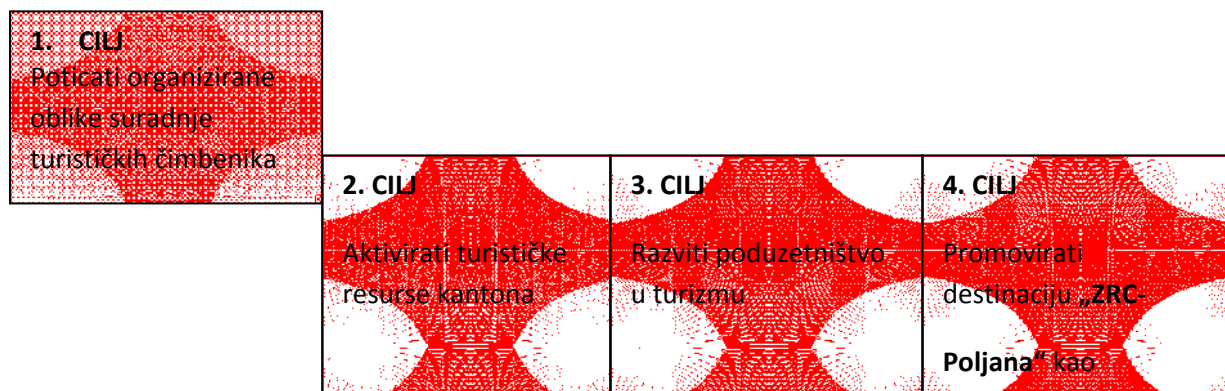 1. CILJ
Poticati organizirane
oblike suradnje
turističkih čimbenika
2. CILJ
Aktivirati turističke
resurse kantona
3. CILJ
Razviti poduzetništvo
u turizmu
4. CILJ
Promovirati
destinaciju „ZRC-
Poljana“ kao